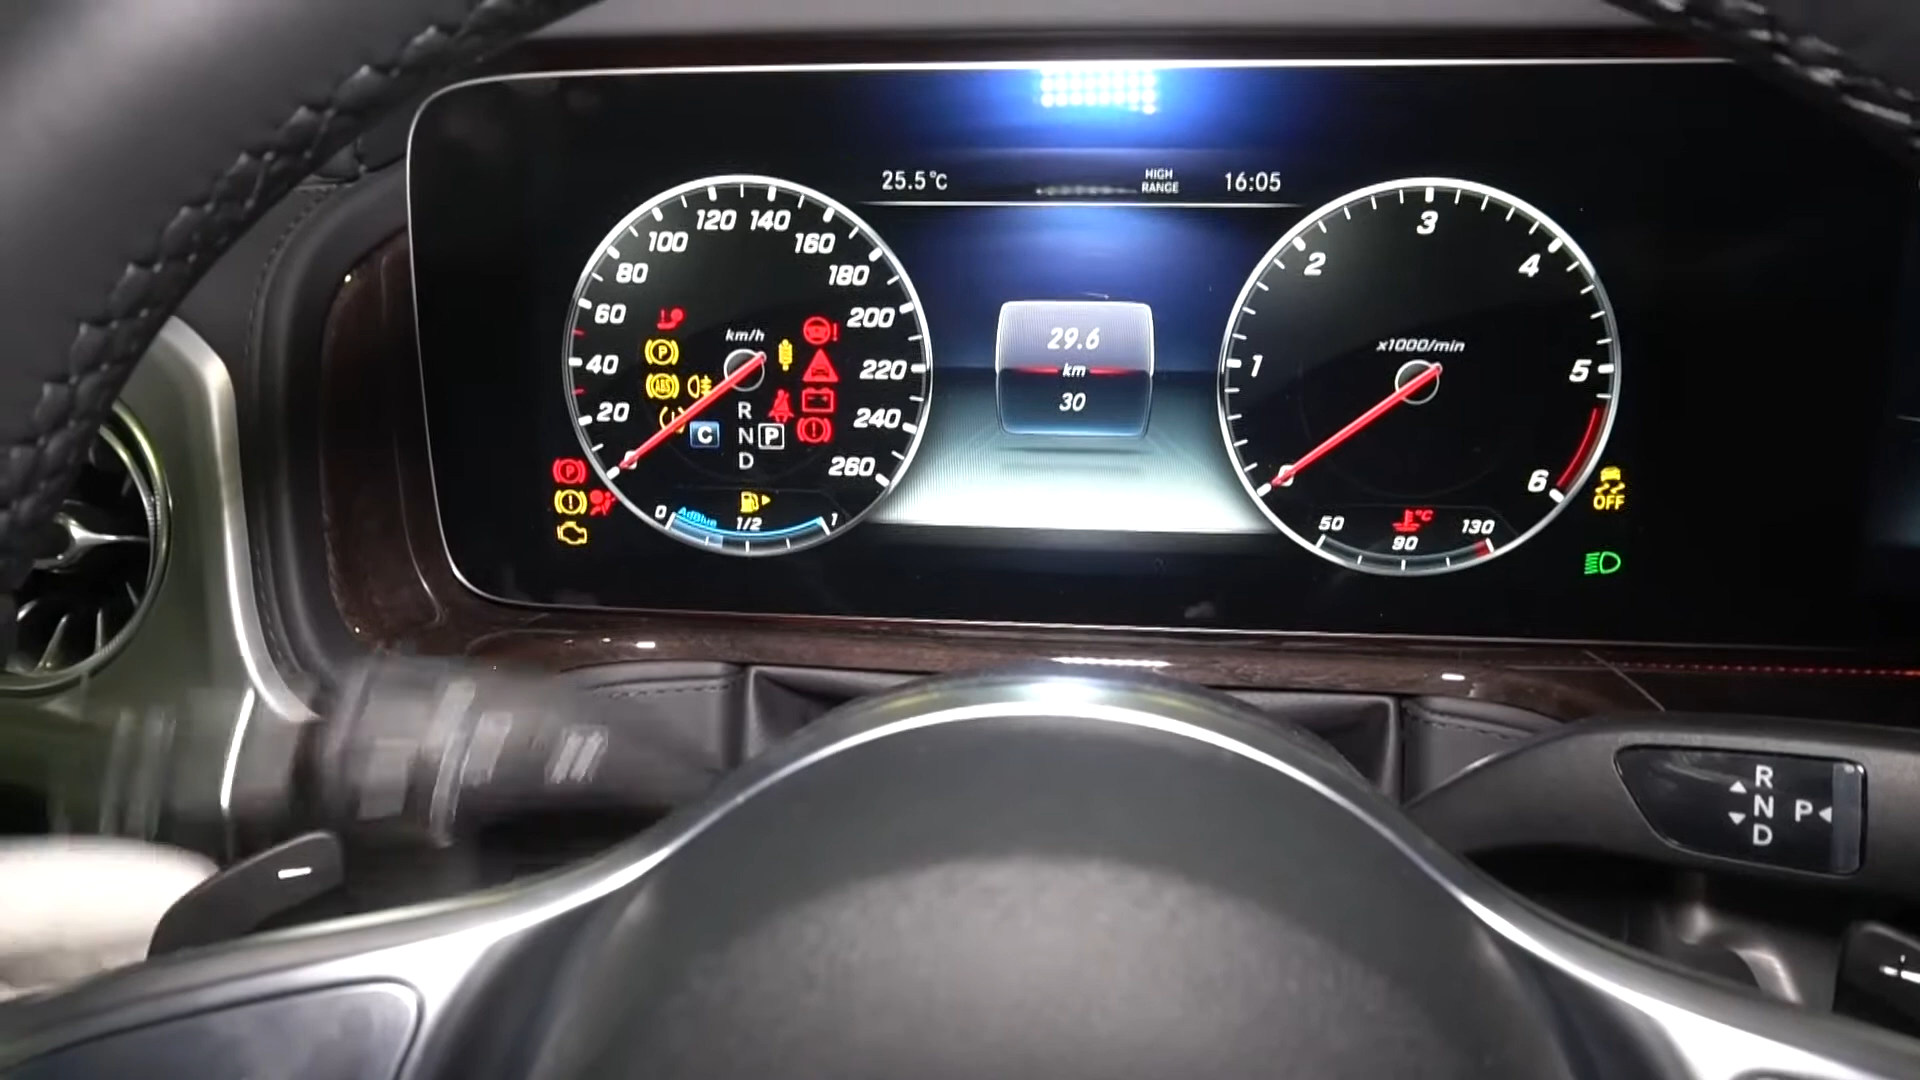 25.5°C
HIGH
RANGE
16:05
20
40
60
80
100
120
140
160
180
200
220
240
260
km/h
P
ABS
R
N
D
C
P
P
0
AdBlue
1/2
1
29.6
km
30
0
1
2
3
4
5
6
x1000/min
50
°C
90
130
OFF
R
N
D
P